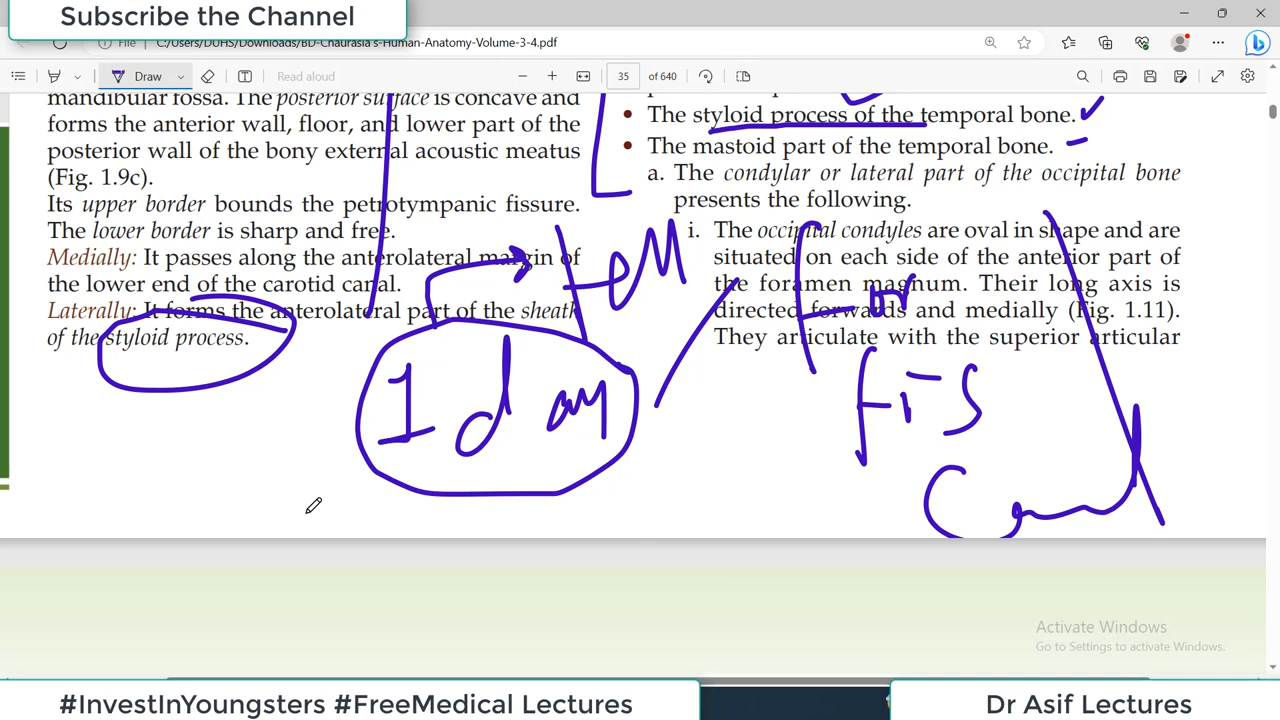 Subscribe the Channel
File C:/Users/DUHS/Downloads/BD-Chaurasia's-Human-Anatomy-Volume-3-4.pdf
Draw
Read aloud
35 of 640
mandibular fossa. The posterior surface is concave and
forms the anterior wall, floor, and lower part of the
posterior wall of the bony external acoustic meatus
(Fig. 1.9c).
Its upper border bounds the petrotympanic fissure.
The lower border is sharp and free.
Medially: It passes along the anterolateral margin of
the lower end of the carotid canal.
Laterally: It forms the anterolateral part of the sheath
of the styloid process.
• The styloid process of the temporal bone.
• The mastoid part of the temporal bone.
a. The condylar or lateral part of the occipital bone
presents the following.
i. The occipital condyles are oval in shape and are
situated on each side of the anterior part of
the foramen magnum. Their long axis is
directed forwards and medially (Fig. 1.11).
They articulate with the superior articular
1 day
For
Fis
Canal
Activate Windows
Go to Settings to activate Windows.
#InvestInYoungsters #FreeMedical Lectures
Dr Asif Lectures